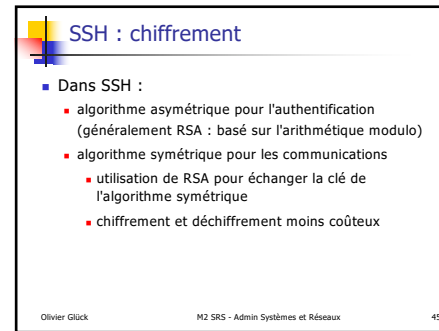 SSH : chiffrement
Dans SSH :
algorithme asymétrique pour l'authentification
(généralement RSA : basé sur l'arithmétique modulo)
algorithme symétrique pour les communications
utilisation de RSA pour échanger la clé de
l'algorithme symétrique
chiffrement et déchiffrement moins coûteux
Olivier Glück M2 SRS - Admin Systèmes et Réseaux 45